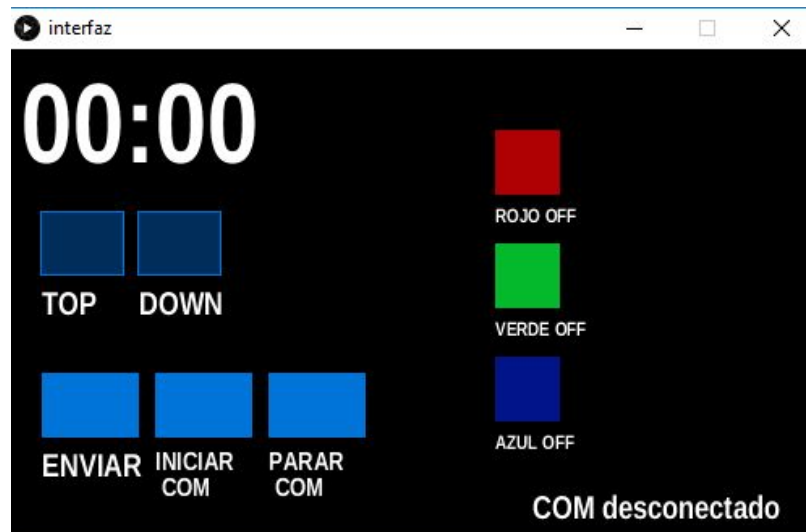 interfaz
00:00
TOP DOWN
ENVIAR INICIAR COM PARAR COM
ROJO OFF
VERDE OFF
AZUL OFF
COM desconectado